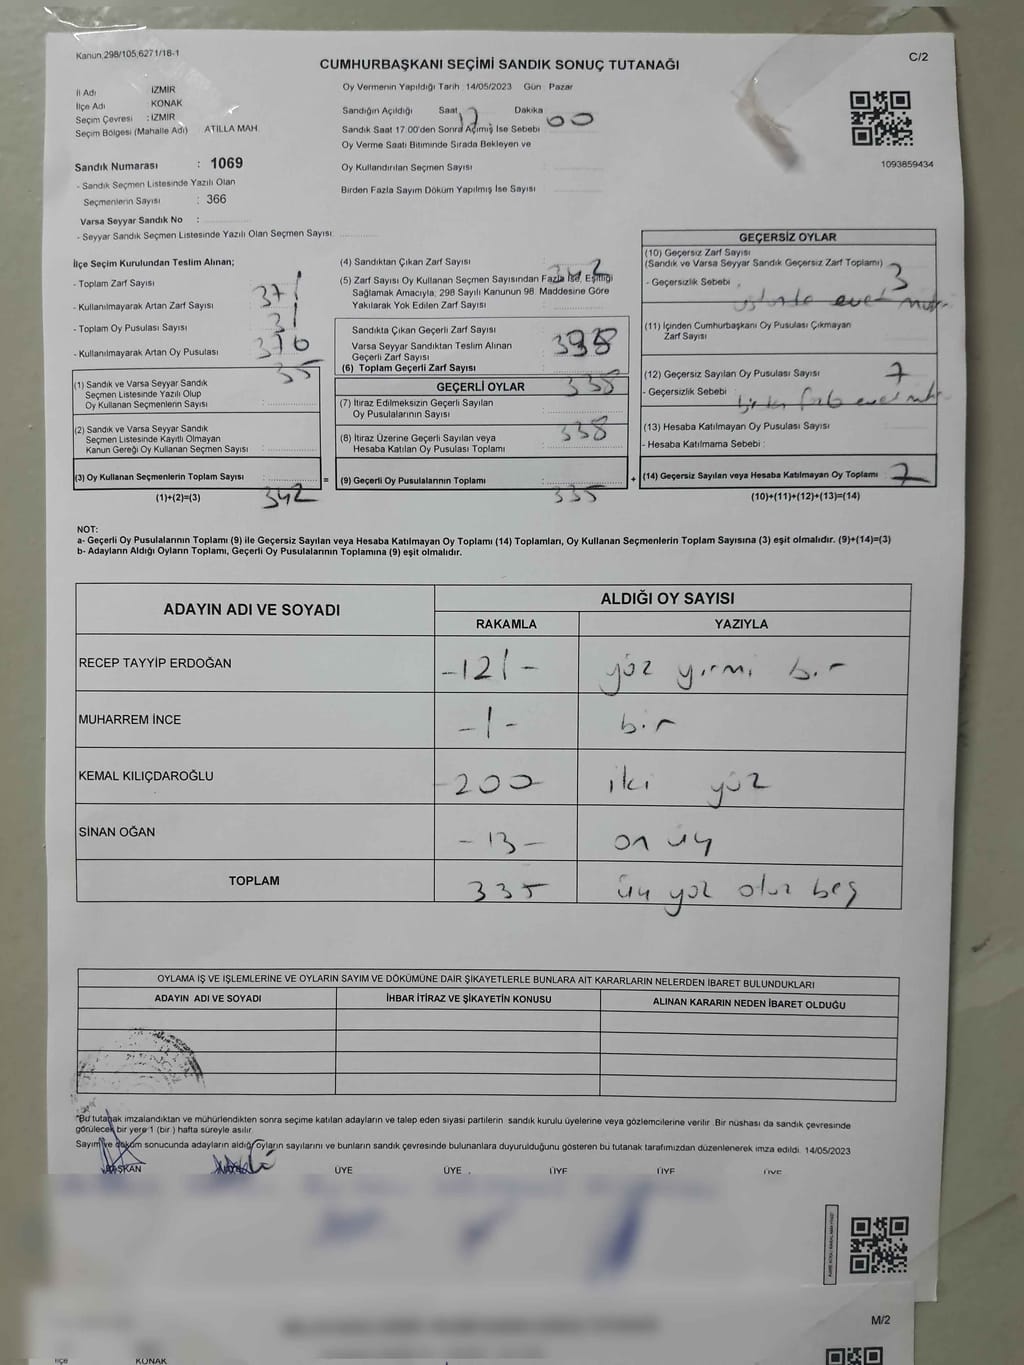 Kanun 298/105;6271/18-1
C/2
CUMHURBAŞKANI SEÇİMİ SANDIK SONUÇ TUTANAĞI
İl Adı İZMİR
İlçe Adı KONAK
Seçim Çevresi : İZMİR
Seçim Bölgesi (Mahalle Adı) ATILLA MAH.
Sandık Numarası : 1069
- Sandık Seçmen Listesinde Yazılı Olan
Seçmenlerin Sayısı : 366
Varsa Seyyar Sandık No :
- Seyyar Sandık Seçmen Listesinde Yazılı Olan Seçmen Sayısı:
Oy Vermenin Yapıldığı Tarih 14/05/2023 Gün Pazar
Sandığın Açıldığı Saat 17 Dakika 00
Sandık Saat 17 00'den Sonra Açımış İse Sebebi
Oy Verme Saati Bitiminde Sırada Bekleyen ve
Oy Kullandırılan Seçmen Sayısı
Birden Fazla Sayım Döküm Yapılmış İse Sayısı
1093859434
İlçe Seçim Kurulundan Teslim Alınan;
- Toplam Zarf Sayısı 371
- Kullanılmayarak Artan Zarf Sayısı 31
- Toplam Oy Pusulası Sayısı 370
- Kullanılmayarak Artan Oy Pusulası 35
(1) Sandık ve Varsa Seyyar Sandık
Seçmen Listesinde Yazılı Olup
Oy Kullanan Seçmenlerin Sayısı :
(2) Sandık ve Varsa Seyyar Sandık
Seçmen Listesinde Kayıtlı Olmayan
Kanun Gereği Oy Kullanan Seçmen Sayısı :
(3) Oy Kullanan Seçmenlerin Toplam Sayısı : 342
(1)+(2)=(3)
(4) Sandıktan Çıkan Zarf Sayısı 342
(5) Zarf Sayısı Oy Kullanan Seçmen Sayısından Fazla İse, Eşitliği
Sağlamak Amacıyla, 298 Sayılı Kanunun 98 Maddesine Göre
Yakılarak Yok Edilen Zarf Sayısı
Sandıkta Çıkan Geçerli Zarf Sayısı
Varsa Seyyar Sandıktan Teslim Alınan
Geçerli Zarf Sayısı
(6) Toplam Geçerli Zarf Sayısı 338
GEÇERLİ OYLAR
(7) İtiraz Edilmeksizin Geçerli Sayılan
Oy Pusulalarının Sayısı 338
(8) İtiraz Üzerine Geçerli Sayılan veya
Hesaba Katılan Oy Pusulası Toplamı
= (9) Geçerli Oy Pusulalarının Toplamı : 335 +
GEÇERSİZ OYLAR
(10) Geçersiz Zarf Sayısı
(Sandık ve Varsa Seyyar Sandık Geçersiz Zarf Toplamı) 3
- Geçersizlik Sebebi
(11) İçinden Cumhurbaşkanı Oy Pusulası Çıkmayan
Zarf Sayısı
(12) Geçersiz Sayılan Oy Pusulası Sayısı 7
- Geçersizlik Sebebi
(13) Hesaba Katılmayan Oy Pusulası Sayısı
- Hesaba Katılmama Sebebi :
(14) Geçersiz Sayılan veya Hesaba Katılmayan Oy Toplamı 7
(10)+(11)+(12)+(13)=(14)
NOT:
a- Geçerli Oy Pusulalarının Toplamı (9) ile Geçersiz Sayılan veya Hesaba Katılmayan Oy Toplamı (14) Toplamları, Oy Kullanan Seçmenlerin Toplam Sayısına (3) eşit olmalıdır. (9)+(14)=(3)
b- Adayların Aldığı Oyların Toplamı, Geçerli Oy Pusulalarının Toplamına (9) eşit olmalıdır.
ADAYIN ADI VE SOYADI ALDIĞI OY SAYISI
RAKAMLA YAZIYLA
RECEP TAYYİP ERDOĞAN -121- yüz yirmi bir
MUHARREM İNCE -1- bir
KEMAL KILIÇDAROĞLU -200- iki yüz
SİNAN OĞAN -13- on üç
TOPLAM 335 üç yüz otuz beş
OYLAMA İŞ VE İŞLEMLERİNE VE OYLARIN SAYIM VE DÖKÜMÜNE DAİR ŞİKAYETLERLE BUNLARA AİT KARARLARIN NELERDEN İBARET BULUNDUKLARI
ADAYIN ADI VE SOYADI İHBAR İTİRAZ VE ŞİKAYETİN KONUSU ALINAN KARARIN NEDEN İBARET OLDUĞU
"Bu tutanak imzalandıktan ve mühürlendikten sonra seçime katılan adayların ve talep eden siyasi partilerin sandık kurulu üyelerine veya gözlemcilerine verilir. Bir nüshası da sandık çevresinde
görülecek bir yere 1 (bir ) hafta süreyle asılır.
Sayım ve döküm sonucunda adayların aldığı oyların sayılarını ve bunların sandık çevresinde bulunanlara duyurulduğunu gösteren bu tutanak tarafımızdan düzenlenerek imza edildi. 14/05/2023
BAŞKAN ÜYE ÜYE ÜYE ÜYE ÜYE
M/2
İlçe KONAK